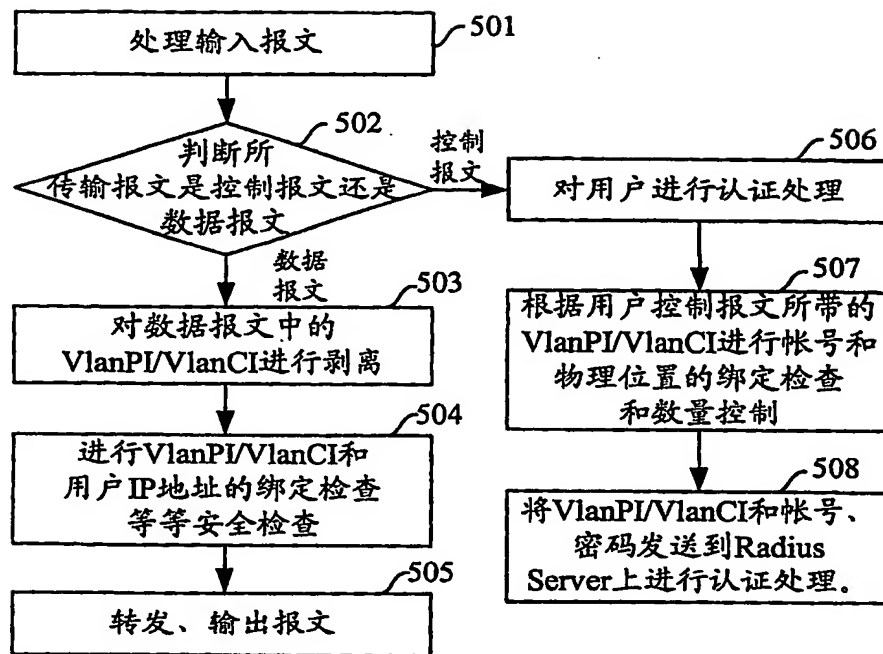 处理输入报文
501
502
判断所
传输报文是控制报文还是
数据报文
控制
报文
数据
报文
503
对数据报文中的
VlanPI/VlanCI进行剥离
504
进行VlanPI/VlanCI和
用户IP地址的绑定检查
等等安全检查
505
转发、输出报文
506
对用户进行认证处理
507
根据用户控制报文所带的
VlanPI/VlanCI进行帐号和
物理位置的绑定检查
和数量控制
508
将VlanPI/VlanCI和帐号、
密码发送到Radius
Server上进行认证处理。